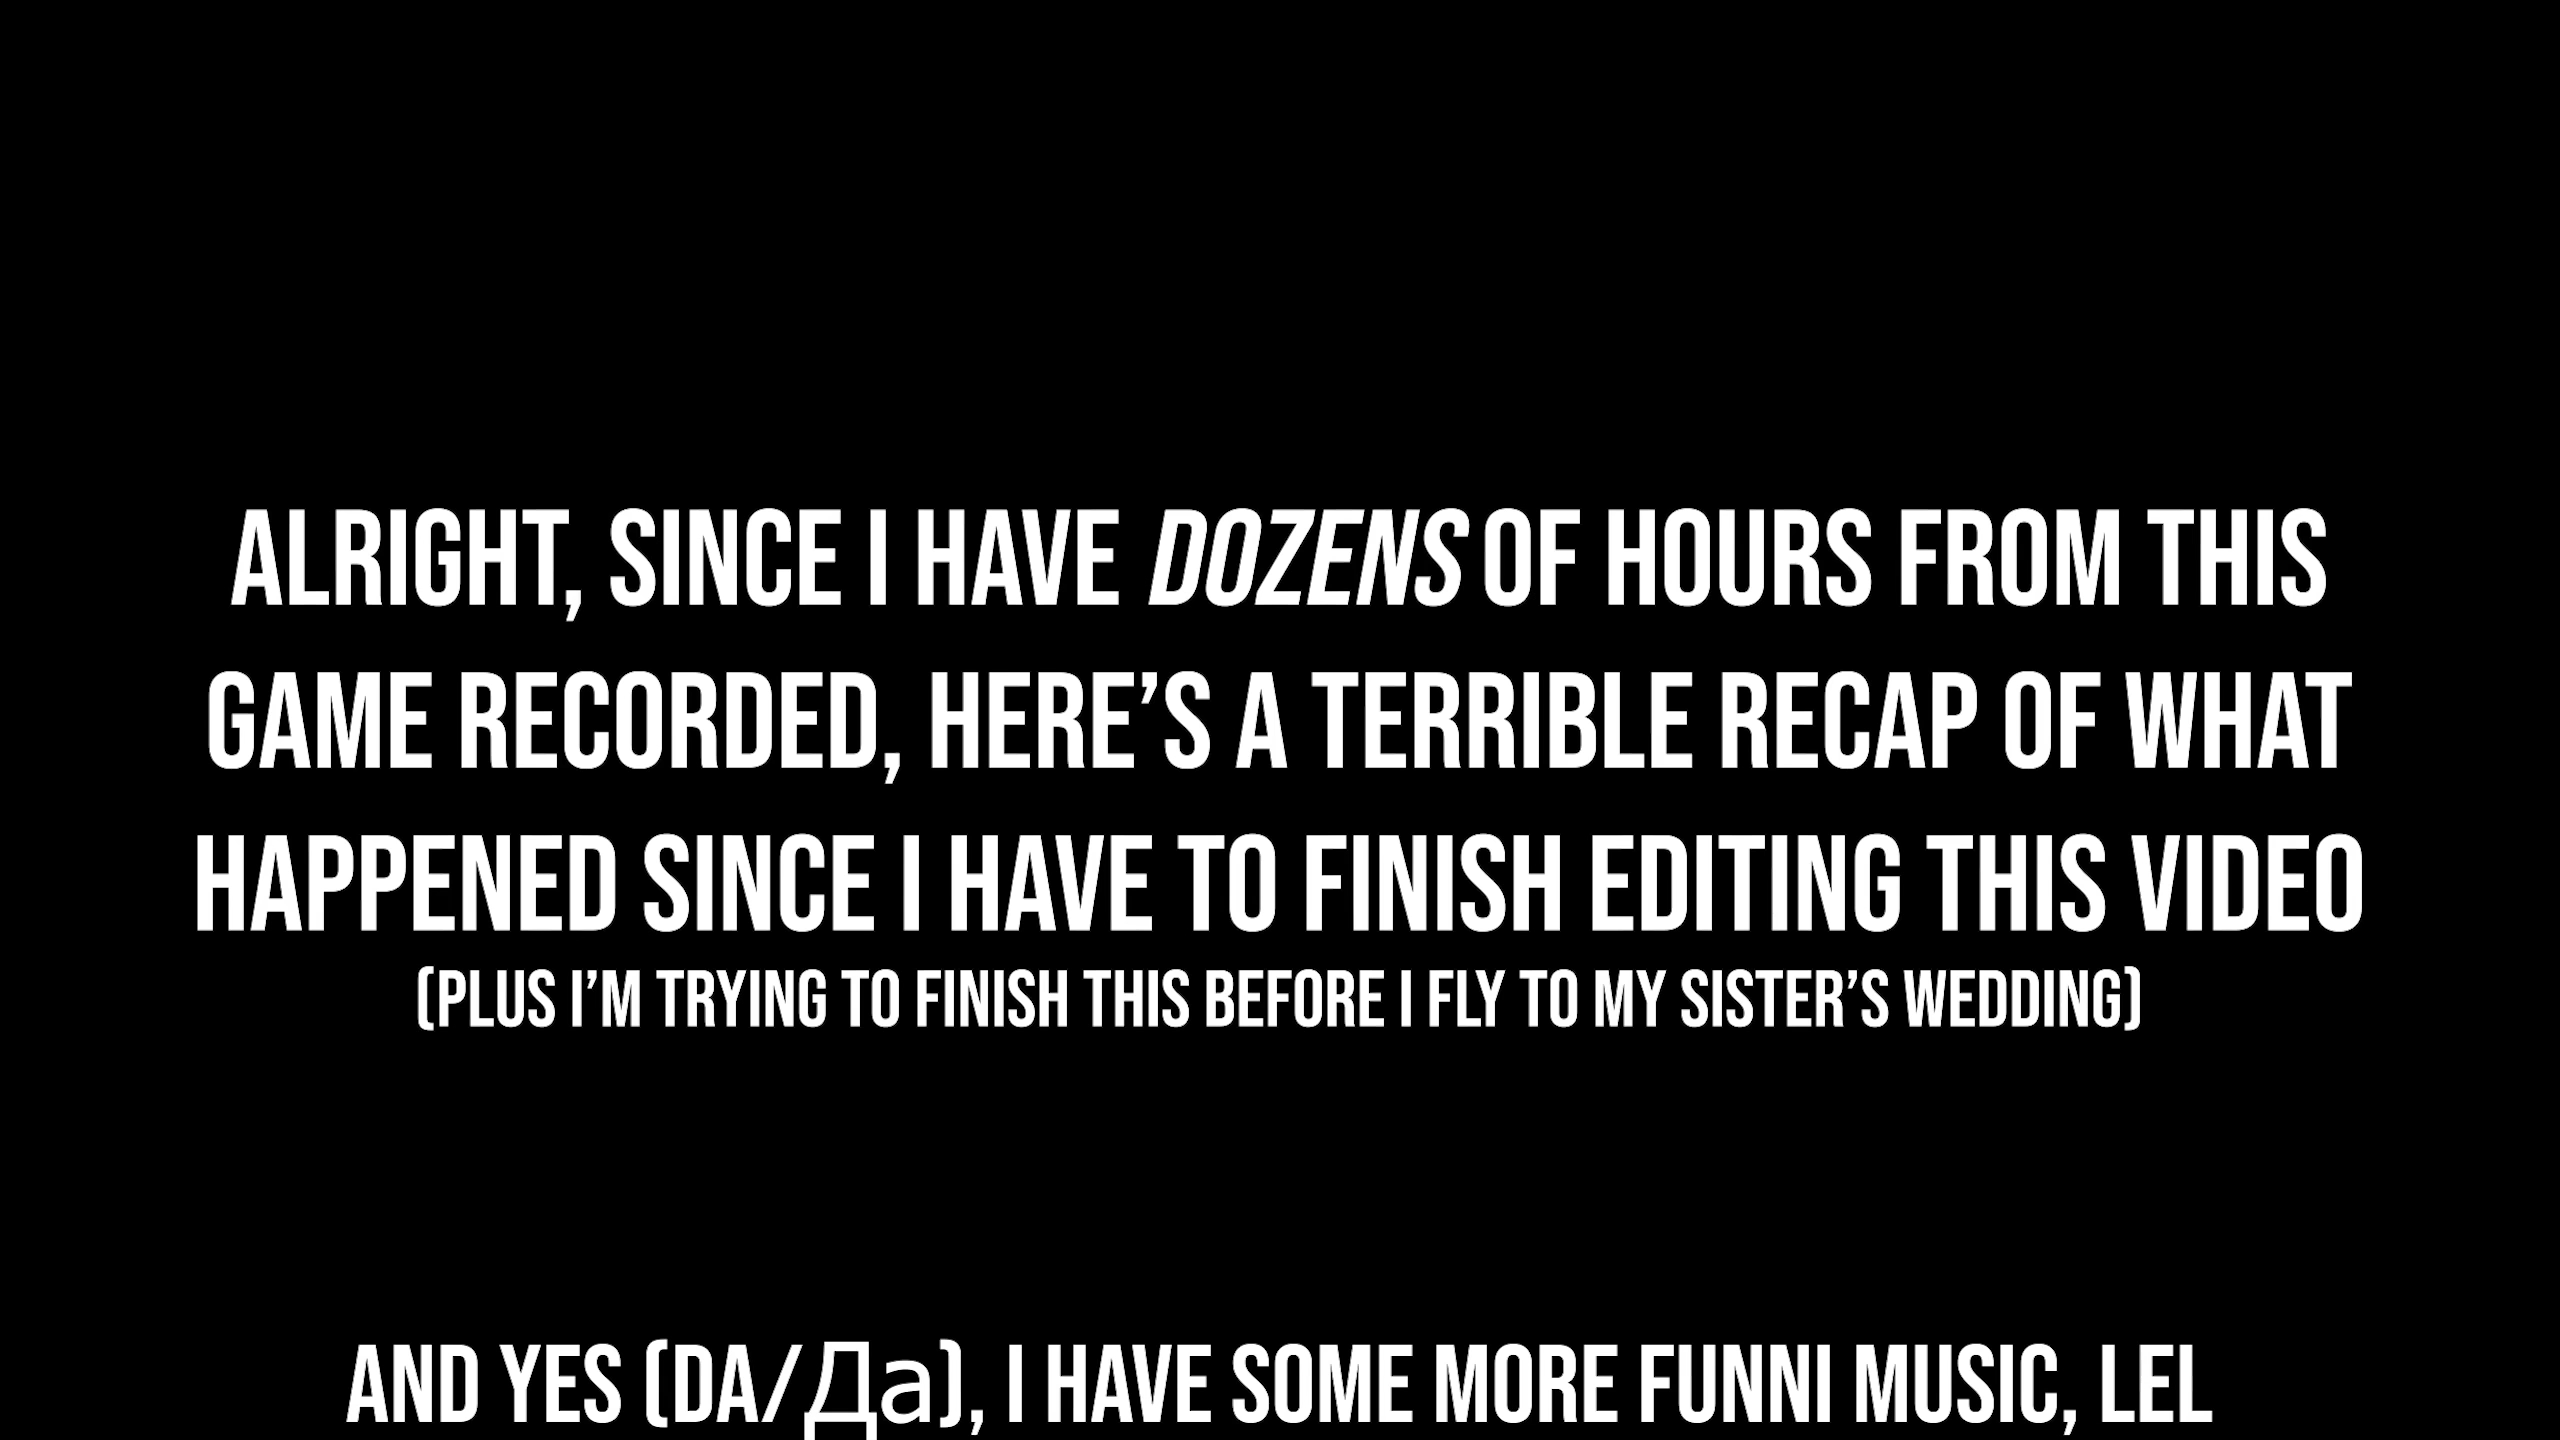 ALRIGHT, SINCE I HAVE DOZENS OF HOURS FROM THIS
GAME RECORDED, HERE’S A TERRIBLE RECAP OF WHAT
HAPPENED SINCE I HAVE TO FINISH EDITING THIS VIDEO
(PLUS I’M TRYING TO FINISH THIS BEFORE I FLY TO MY SISTER’S WEDDING)
AND YES (DA/Да), I HAVE SOME MORE FUNNI MUSIC, LEL